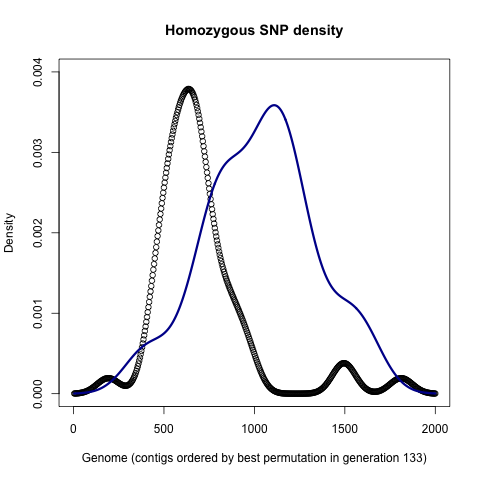 Homozygous SNP density
Density
0.004
0.003
0.002
0.001
0.000
0 500 1000 1500 2000
Genome (contigs ordered by best permutation in generation 133)